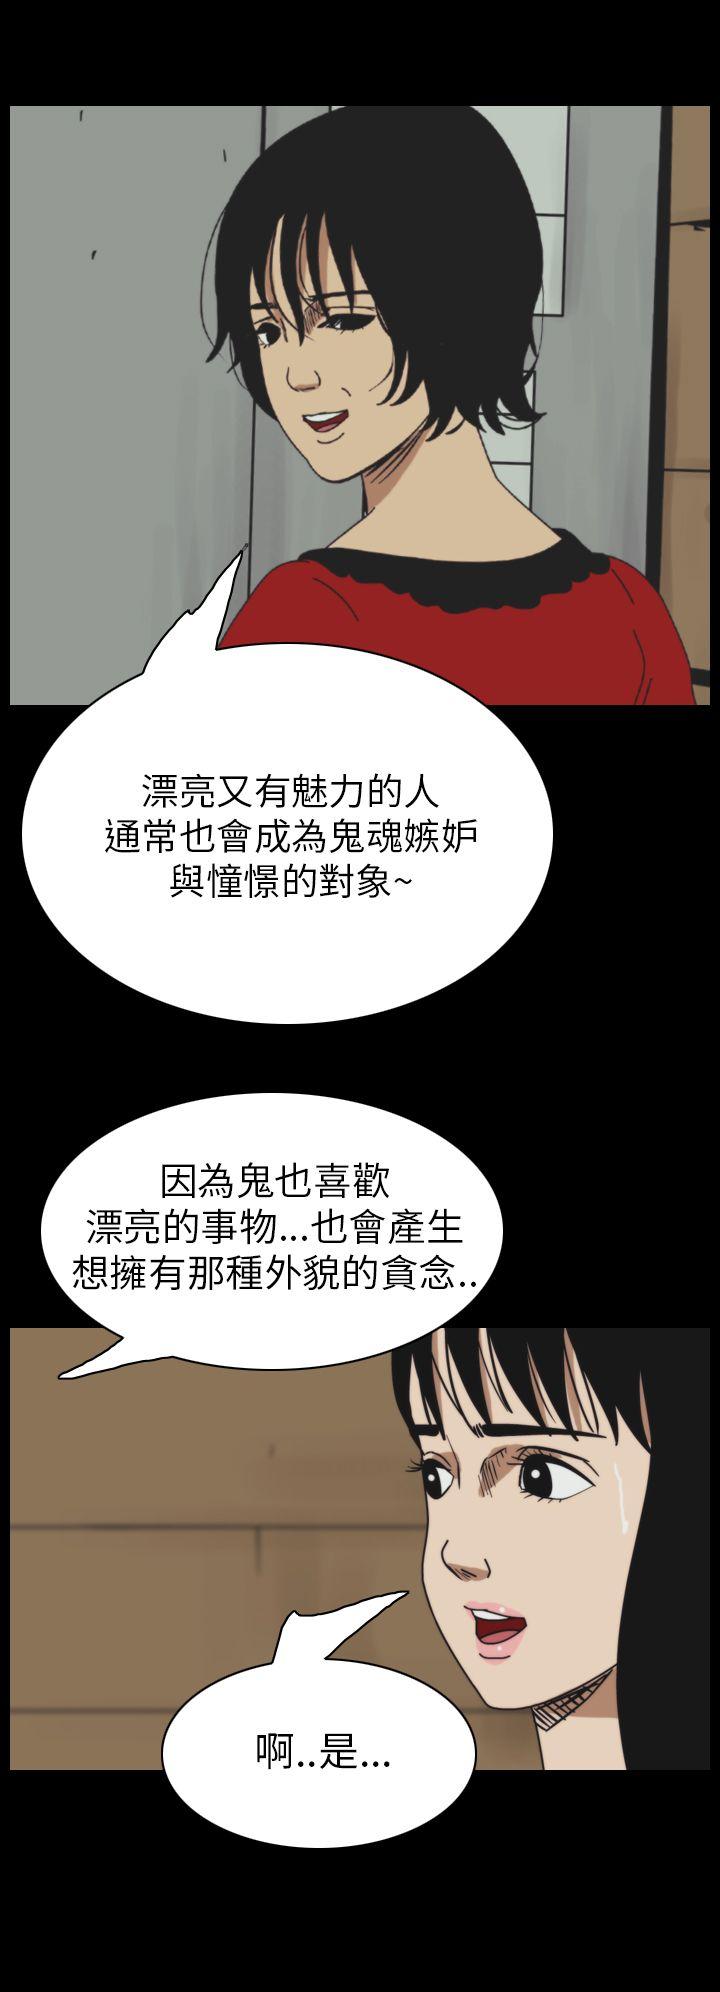 漂亮又有魅力的人
通常也會成為鬼魂嫉妒
與憧憬的對象~
因為鬼也喜歡
漂亮的事物...也會產生
想擁有那種外貌的貪念..
啊..是...